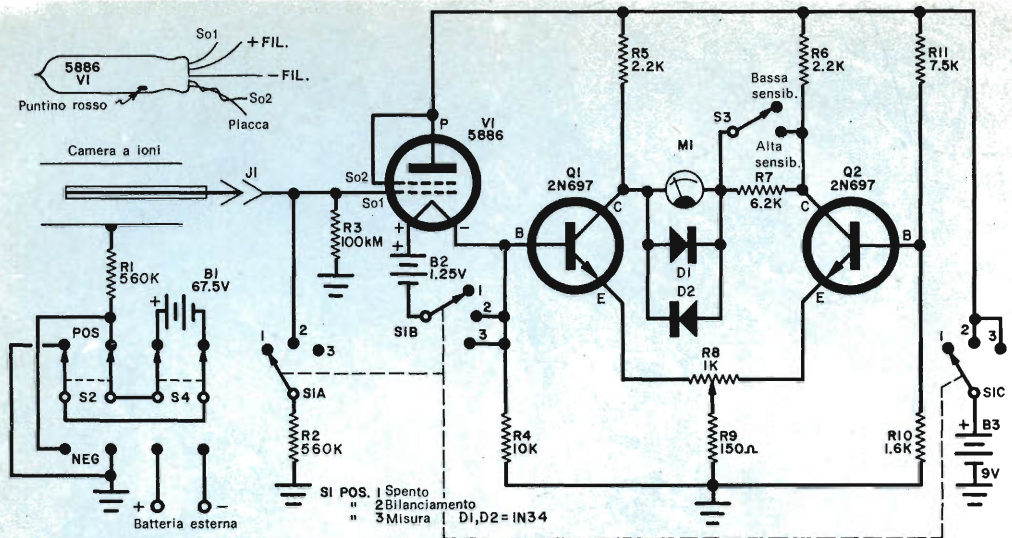 So1
+ FIL.
5886
V1
- FIL.
Puntino rosso
So2
Placca
Camera a ioni
J1
R1
560K
B1
67.5V
+
POS
S2
S4
NEG
+ -
Batteria esterna
1 2 3
S1A
R2
560K
R3
100kM
P
V1
5886
So2
So1
+ -
+
B2
1.25V
S1B
1
2
3
R4
10K
R5
2.2K
R6
2.2K
R11
7.5K
Bassa
sensib.
S3
Alta
sensib.
M1
R7
6.2K
Q1
2N697
Q2
2N697
B
C
E
C
B
E
D1
D2
R8
1K
R9
150Ω
R10
1.6K
1 2 3
S1C
+ B3
9V
S1 POS. 1 Spento
" 2 Bilanciamento
" 3 Misura D1,D2=1N34